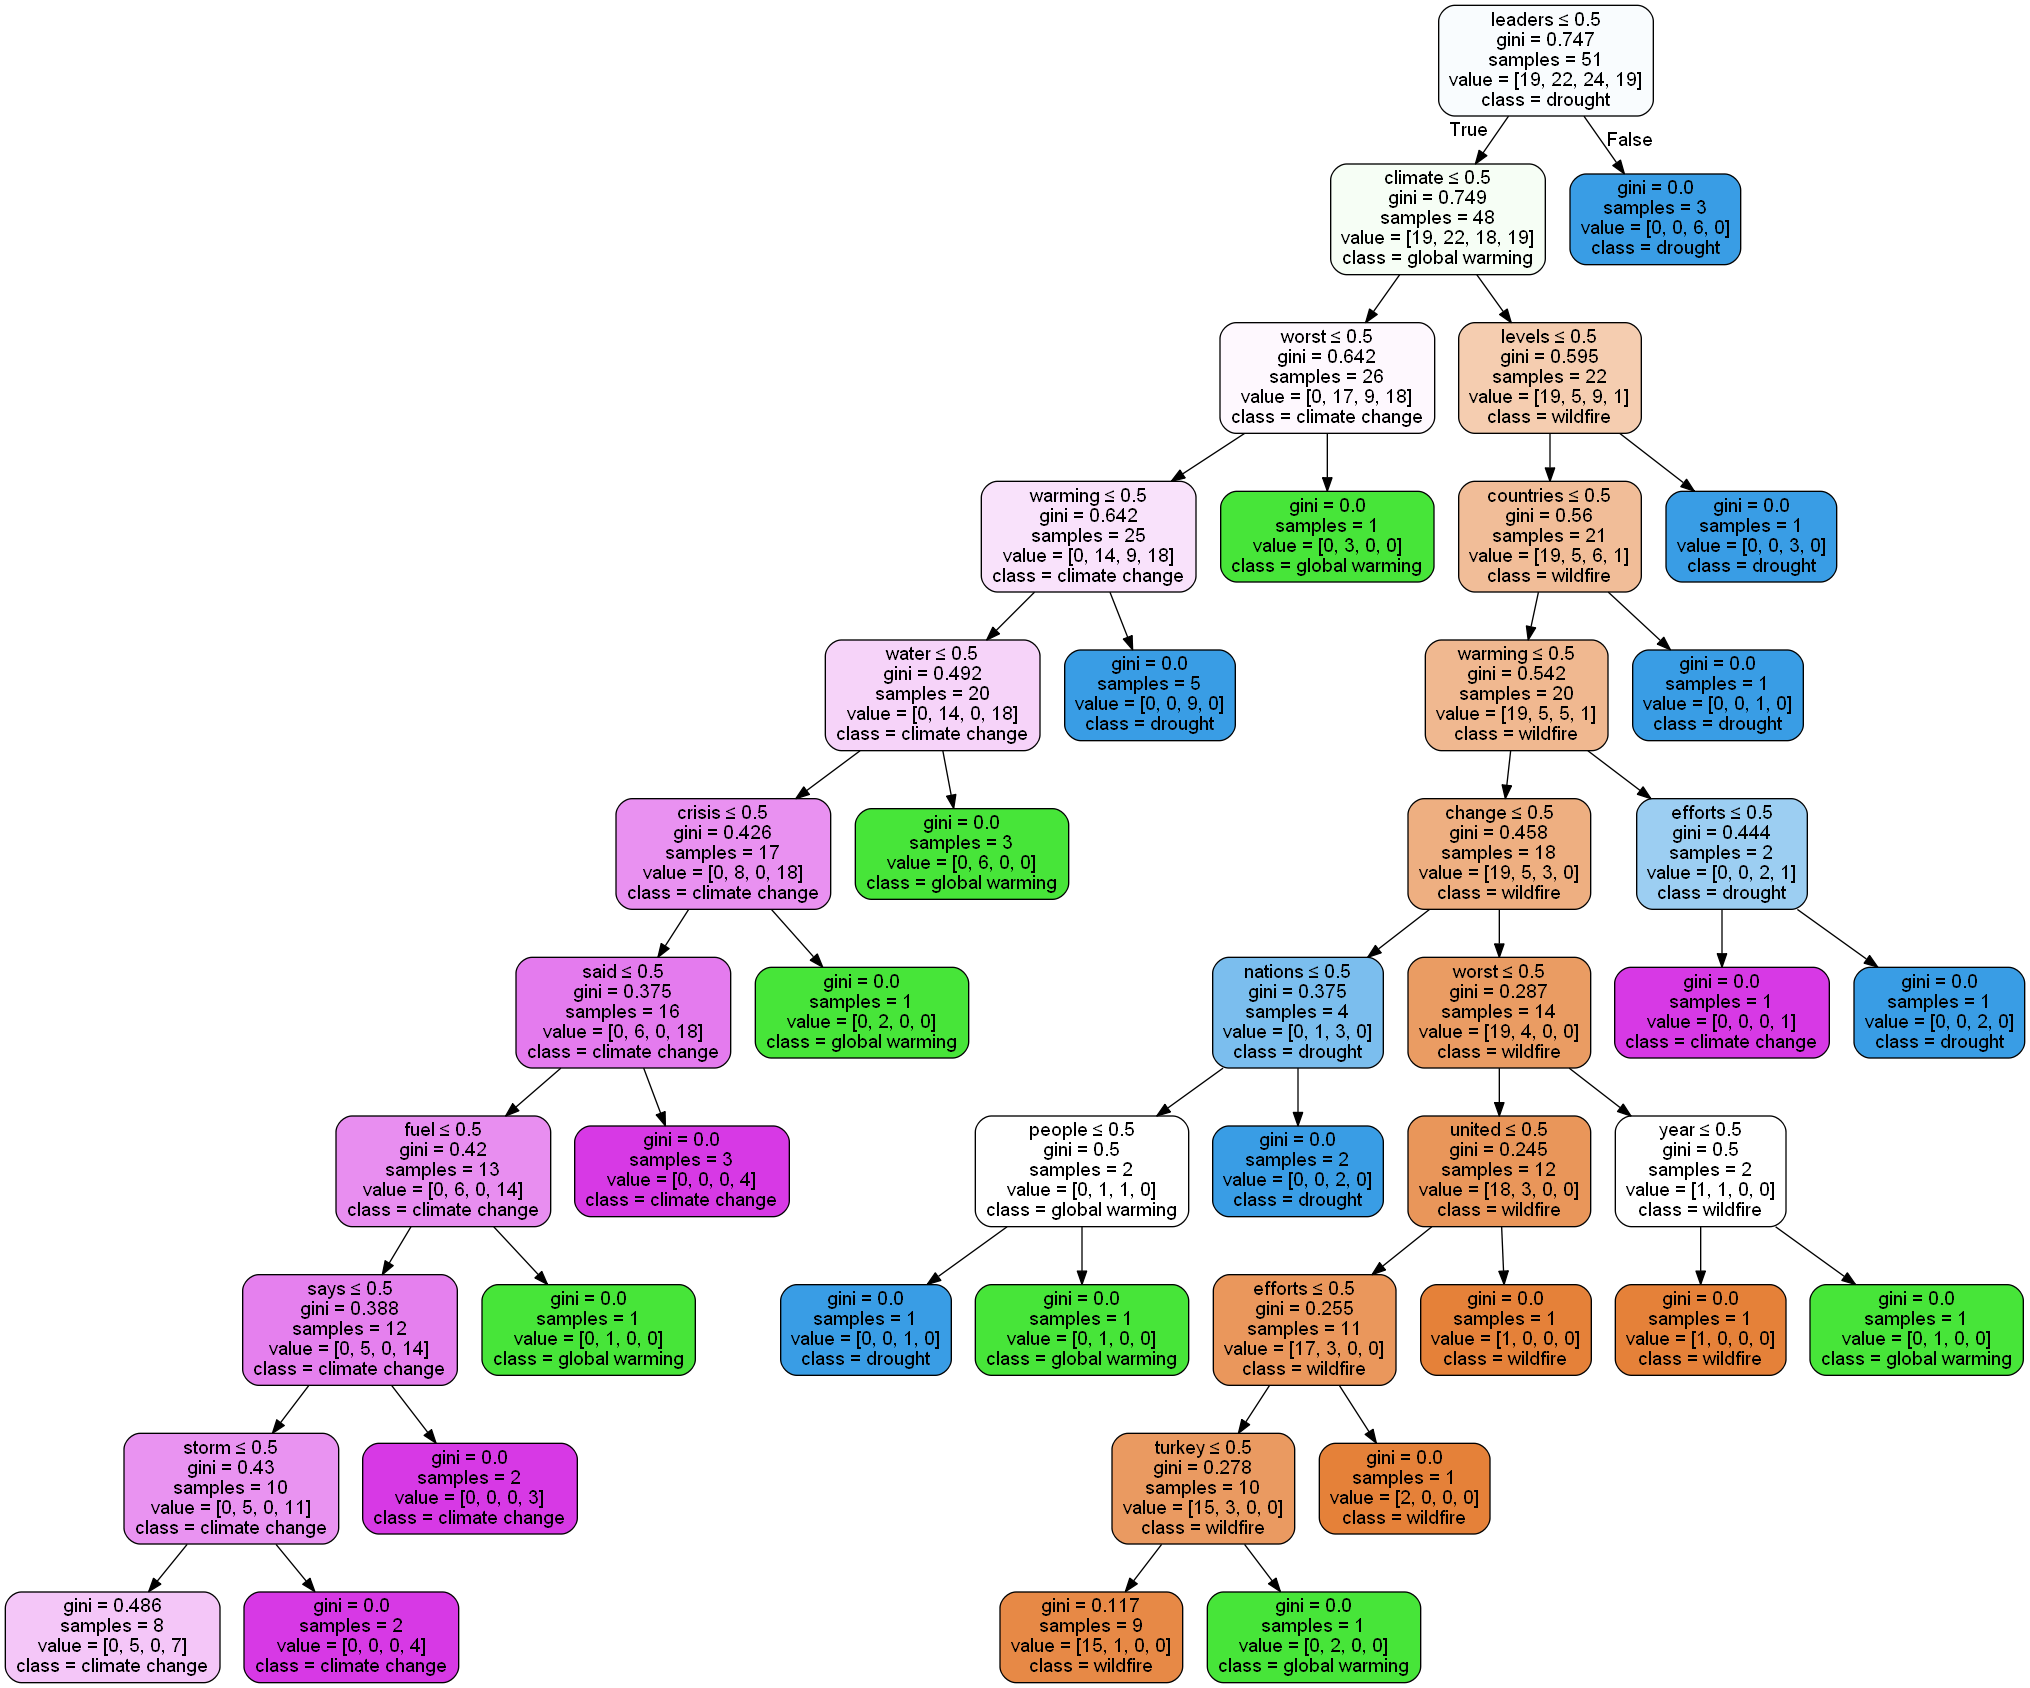 leaders ≤ 0.5
gini = 0.747
samples = 51
value = [19, 22, 24, 19]
class = drought
True
False
climate ≤ 0.5
gini = 0.749
samples = 48
value = [19, 22, 18, 19]
class = global warming
gini = 0.0
samples = 3
value = [0, 0, 6, 0]
class = drought
worst ≤ 0.5
gini = 0.642
samples = 26
value = [0, 17, 9, 18]
class = climate change
levels ≤ 0.5
gini = 0.595
samples = 22
value = [19, 5, 9, 1]
class = wildfire
warming ≤ 0.5
gini = 0.642
samples = 25
value = [0, 14, 9, 18]
class = climate change
gini = 0.0
samples = 1
value = [0, 3, 0, 0]
class = global warming
countries ≤ 0.5
gini = 0.56
samples = 21
value = [19, 5, 6, 1]
class = wildfire
gini = 0.0
samples = 1
value = [0, 0, 3, 0]
class = drought
water ≤ 0.5
gini = 0.492
samples = 20
value = [0, 14, 0, 18]
class = climate change
gini = 0.0
samples = 5
value = [0, 0, 9, 0]
class = drought
warming ≤ 0.5
gini = 0.542
samples = 20
value = [19, 5, 5, 1]
class = wildfire
gini = 0.0
samples = 1
value = [0, 0, 1, 0]
class = drought
crisis ≤ 0.5
gini = 0.426
samples = 17
value = [0, 8, 0, 18]
class = climate change
gini = 0.0
samples = 3
value = [0, 6, 0, 0]
class = global warming
change ≤ 0.5
gini = 0.458
samples = 18
value = [19, 5, 3, 0]
class = wildfire
efforts ≤ 0.5
gini = 0.444
samples = 2
value = [0, 0, 2, 1]
class = drought
said ≤ 0.5
gini = 0.375
samples = 16
value = [0, 6, 0, 18]
class = climate change
gini = 0.0
samples = 1
value = [0, 2, 0, 0]
class = global warming
nations ≤ 0.5
gini = 0.375
samples = 4
value = [0, 1, 3, 0]
class = drought
worst ≤ 0.5
gini = 0.287
samples = 14
value = [19, 4, 0, 0]
class = wildfire
gini = 0.0
samples = 1
value = [0, 0, 0, 1]
class = climate change
gini = 0.0
samples = 1
value = [0, 0, 2, 0]
class = drought
fuel ≤ 0.5
gini = 0.42
samples = 13
value = [0, 6, 0, 14]
class = climate change
gini = 0.0
samples = 3
value = [0, 0, 0, 4]
class = climate change
people ≤ 0.5
gini = 0.5
samples = 2
value = [0, 1, 1, 0]
class = global warming
gini = 0.0
samples = 2
value = [0, 0, 2, 0]
class = drought
united ≤ 0.5
gini = 0.245
samples = 12
value = [18, 3, 0, 0]
class = wildfire
year ≤ 0.5
gini = 0.5
samples = 2
value = [1, 1, 0, 0]
class = wildfire
says ≤ 0.5
gini = 0.388
samples = 12
value = [0, 5, 0, 14]
class = climate change
gini = 0.0
samples = 1
value = [0, 1, 0, 0]
class = global warming
gini = 0.0
samples = 1
value = [0, 0, 1, 0]
class = drought
gini = 0.0
samples = 1
value = [0, 1, 0, 0]
class = global warming
efforts ≤ 0.5
gini = 0.255
samples = 11
value = [17, 3, 0, 0]
class = wildfire
gini = 0.0
samples = 1
value = [1, 0, 0, 0]
class = wildfire
gini = 0.0
samples = 1
value = [1, 0, 0, 0]
class = wildfire
gini = 0.0
samples = 1
value = [0, 1, 0, 0]
class = global warming
storm ≤ 0.5
gini = 0.43
samples = 10
value = [0, 5, 0, 11]
class = climate change
gini = 0.0
samples = 2
value = [0, 0, 0, 3]
class = climate change
turkey ≤ 0.5
gini = 0.278
samples = 10
value = [15, 3, 0, 0]
class = wildfire
gini = 0.0
samples = 1
value = [2, 0, 0, 0]
class = wildfire
gini = 0.486
samples = 8
value = [0, 5, 0, 7]
class = climate change
gini = 0.0
samples = 2
value = [0, 0, 0, 4]
class = climate change
gini = 0.117
samples = 9
value = [15, 1, 0, 0]
class = wildfire
gini = 0.0
samples = 1
value = [0, 2, 0, 0]
class = global warming